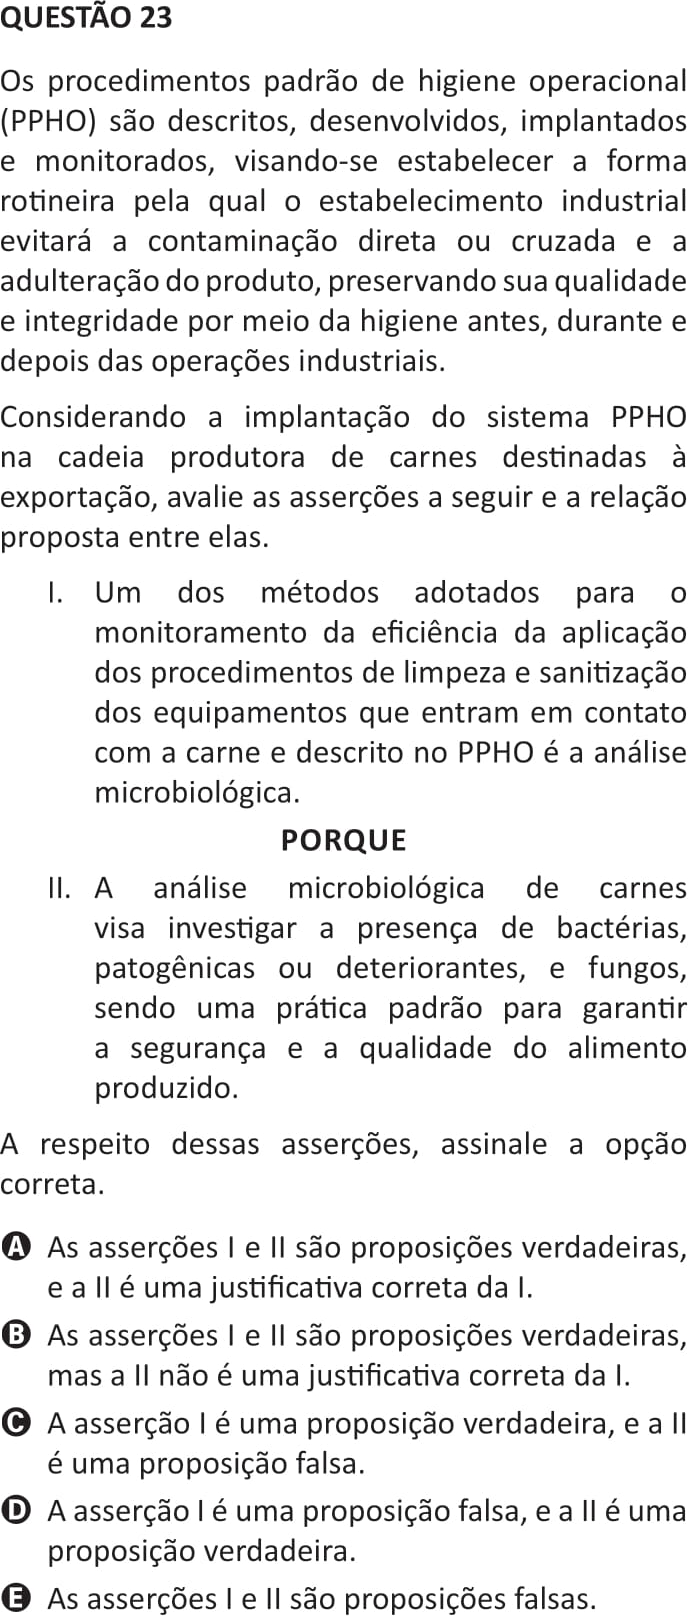 QUESTÃO 23
Os procedimentos padrão de higiene operacional
(PPHO) são descritos, desenvolvidos, implantados
e monitorados, visando-se estabelecer a forma
rotineira pela qual o estabelecimento industrial
evitará a contaminação direta ou cruzada e a
adulteração do produto, preservando sua qualidade
e integridade por meio da higiene antes, durante e
depois das operações industriais.
Considerando a implantação do sistema PPHO
na cadeia produtora de carnes destinadas à
exportação, avalie as asserções a seguir e a relação
proposta entre elas.
I. Um dos métodos adotados para o
monitoramento da eficiência da aplicação
dos procedimentos de limpeza e sanitização
dos equipamentos que entram em contato
com a carne e descrito no PPHO é a análise
microbiológica.
PORQUE
II. A análise microbiológica de carnes
visa investigar a presença de bactérias,
patogênicas ou deteriorantes, e fungos,
sendo uma prática padrão para garantir
a segurança e a qualidade do alimento
produzido.
A respeito dessas asserções, assinale a opção
correta.
A As asserções I e II são proposições verdadeiras,
e a II é uma justificativa correta da I.
B As asserções I e II são proposições verdadeiras,
mas a II não é uma justificativa correta da I.
C A asserção I é uma proposição verdadeira, e a II
é uma proposição falsa.
D A asserção I é uma proposição falsa, e a II é uma
proposição verdadeira.
E As asserções I e II são proposições falsas.